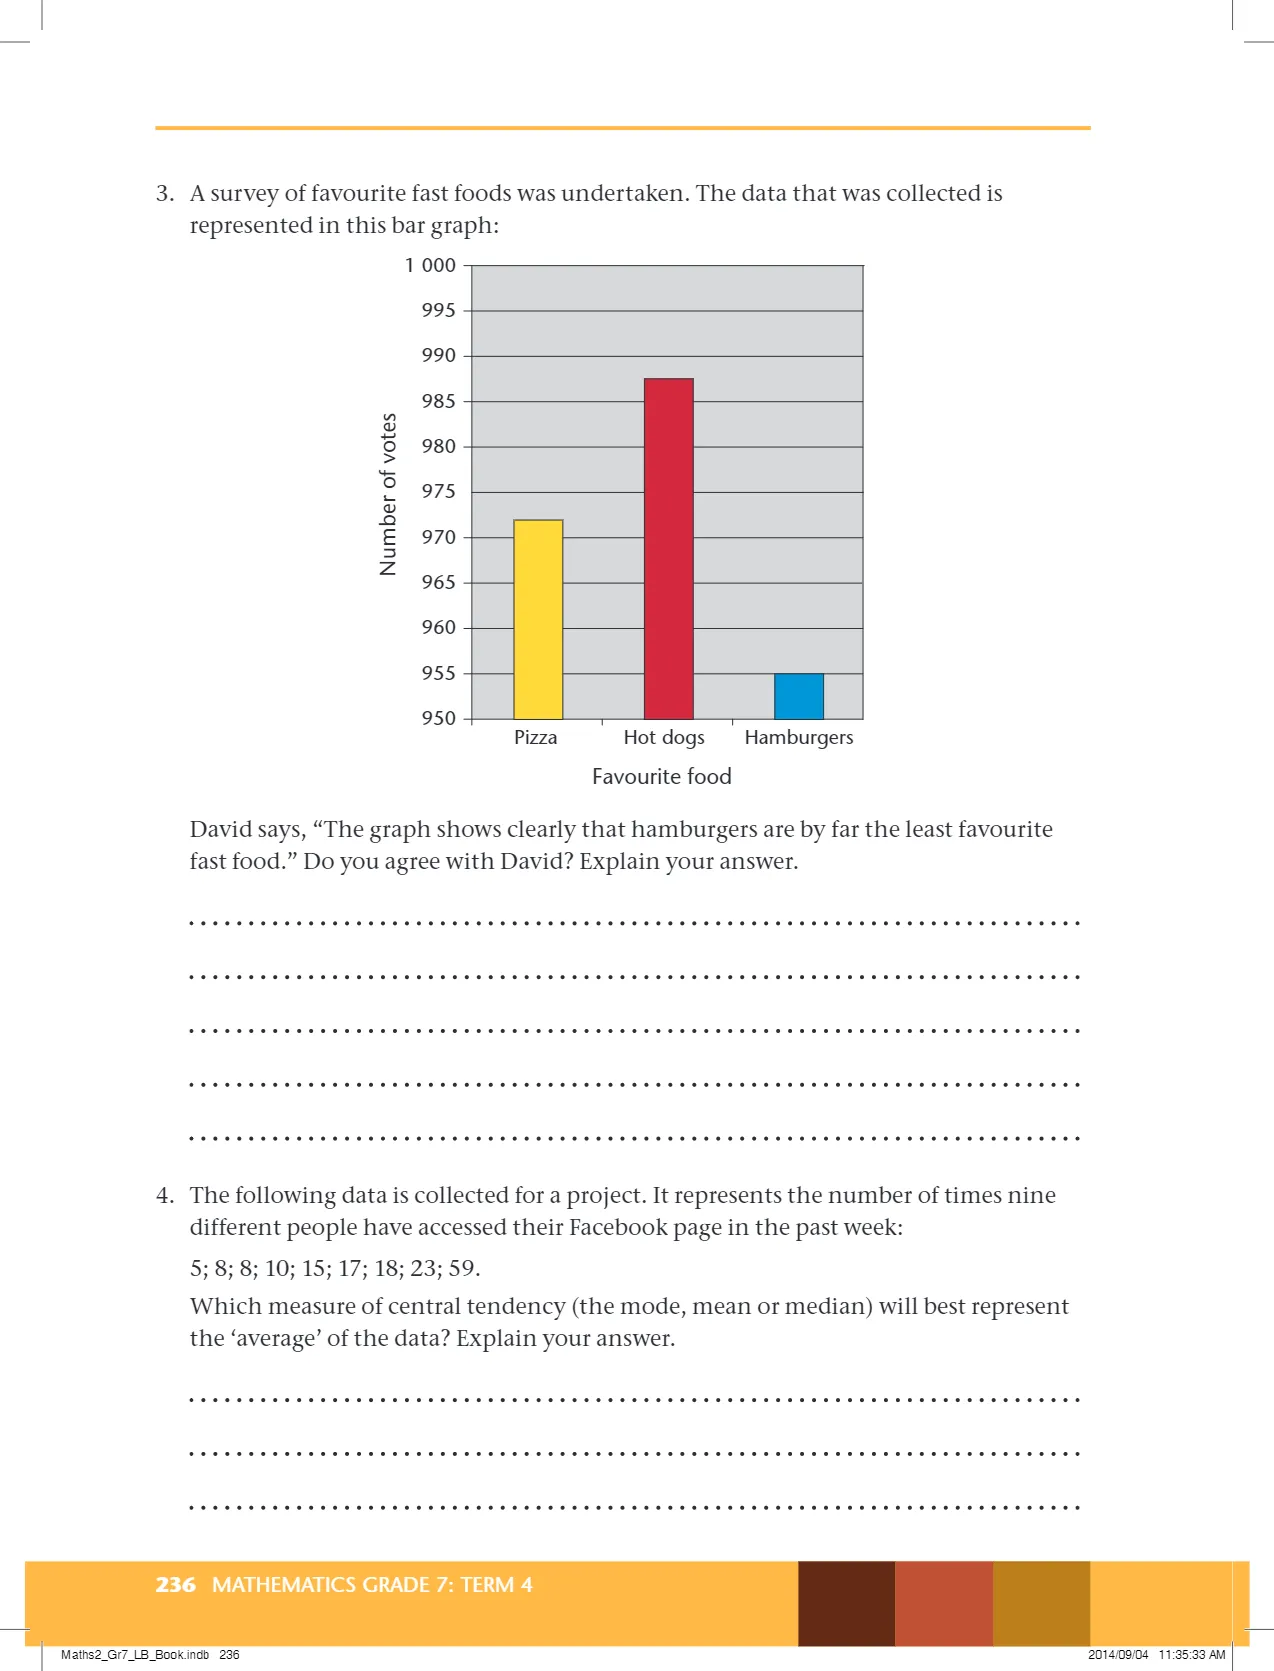 3. A survey of favourite fast foods was undertaken. The data that was collected is
represented in this bar graph:
1 000
995
990
985
980
975
970
965
960
955
950
Number of votes
Pizza Hot dogs Hamburgers
Favourite food
David says, “The graph shows clearly that hamburgers are by far the least favourite
fast food.” Do you agree with David? Explain your answer.
4. The following data is collected for a project. It represents the number of times nine
different people have accessed their Facebook page in the past week:
5; 8; 8; 10; 15; 17; 18; 23; 59.
Which measure of central tendency (the mode, mean or median) will best represent
the ‘average’ of the data? Explain your answer.
236 MATHEMATICS GRADE 7: TERM 4
Maths2_Gr7_LB_Book.indb 236
2014/09/04 11:35:33 AM